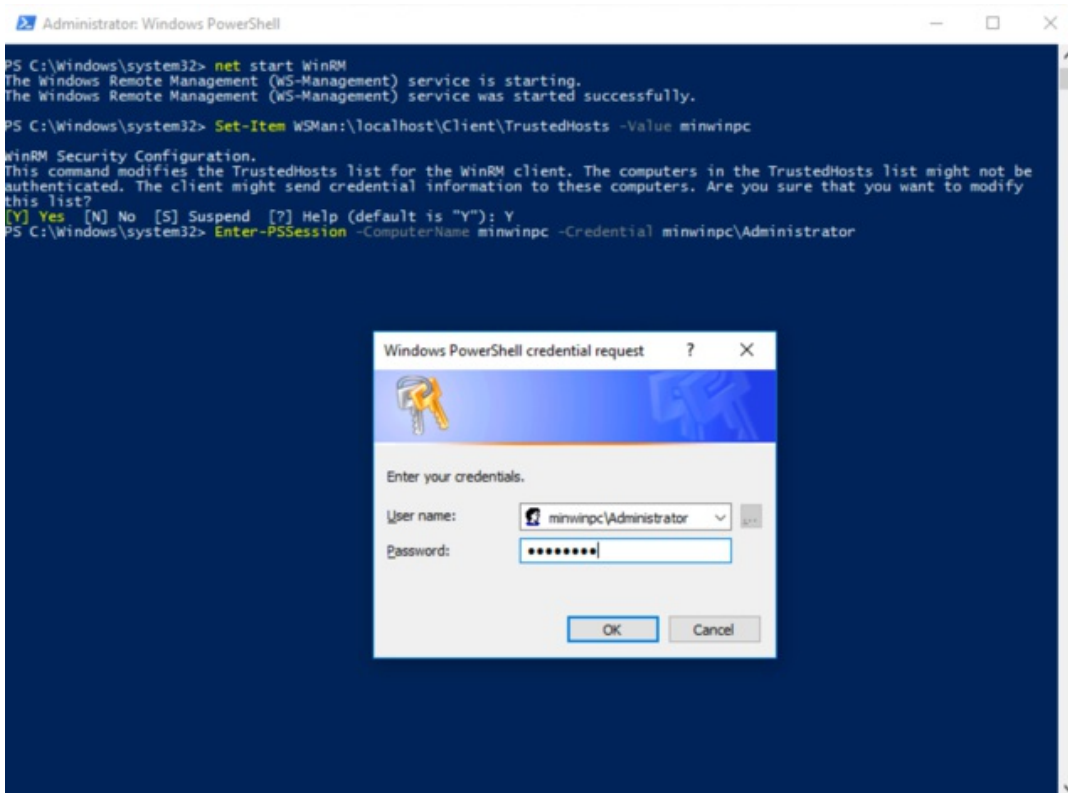 Administrator: Windows PowerShell
PS C:\Windows\system32> net start WinRM
The Windows Remote Management (WS-Management) service is starting.
The Windows Remote Management (WS-Management) service was started successfully.
PS C:\Windows\system32> Set-Item WSMan:\localhost\Client\TrustedHosts -Value minwinpc
WinRM Security Configuration.
This command modifies the TrustedHosts list for the WinRM client. The computers in the TrustedHosts list might not be
authenticated. The client might send credential information to these computers. Are you sure that you want to modify
this list?
[Y] Yes  [N] No  [S] Suspend  [?] Help (default is "Y"): Y
PS C:\Windows\system32> Enter-PSSession -ComputerName minwinpc -Credential minwinpc\Administrator
Windows PowerShell credential request
Enter your credentials.
User name: minwinpc\Administrator
Password: ••••••••
OK Cancel